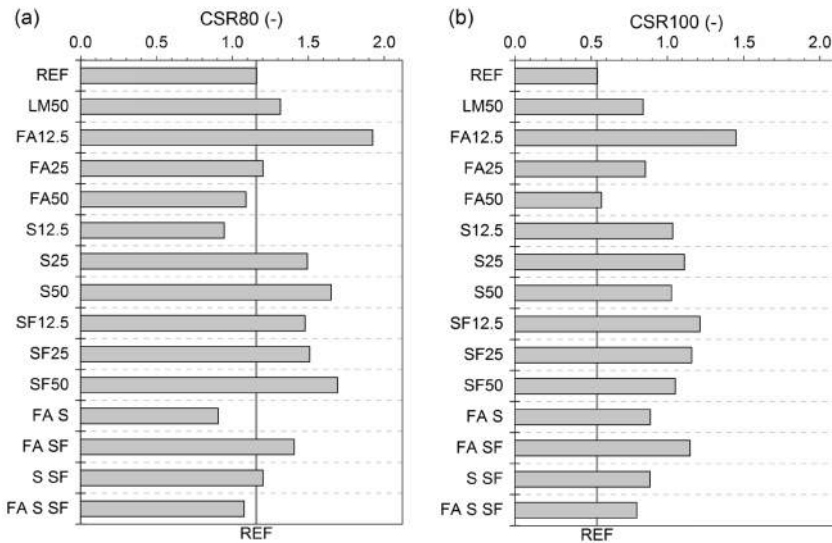 (a) CSR80 (-)
0.0 0.5 1.0 1.5 2.0
REF
LM50
FA12.5
FA25
FA50
S12.5
S25
S50
SF12.5
SF25
SF50
FA S
FA SF
S SF
FA S SF
REF
(b) CSR100 (-)
0.0 0.5 1.0 1.5 2.0
REF
LM50
FA12.5
FA25
FA50
S12.5
S25
S50
SF12.5
SF25
SF50
FA S
FA SF
S SF
FA S SF
REF